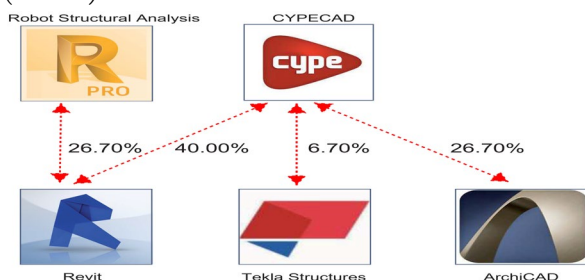 Robot Structural Analysis
CYPECAD
R
PRO
cype
26.70%
40.00%
6.70%
26.70%
Revit
Tekla Structures
ArchiCAD